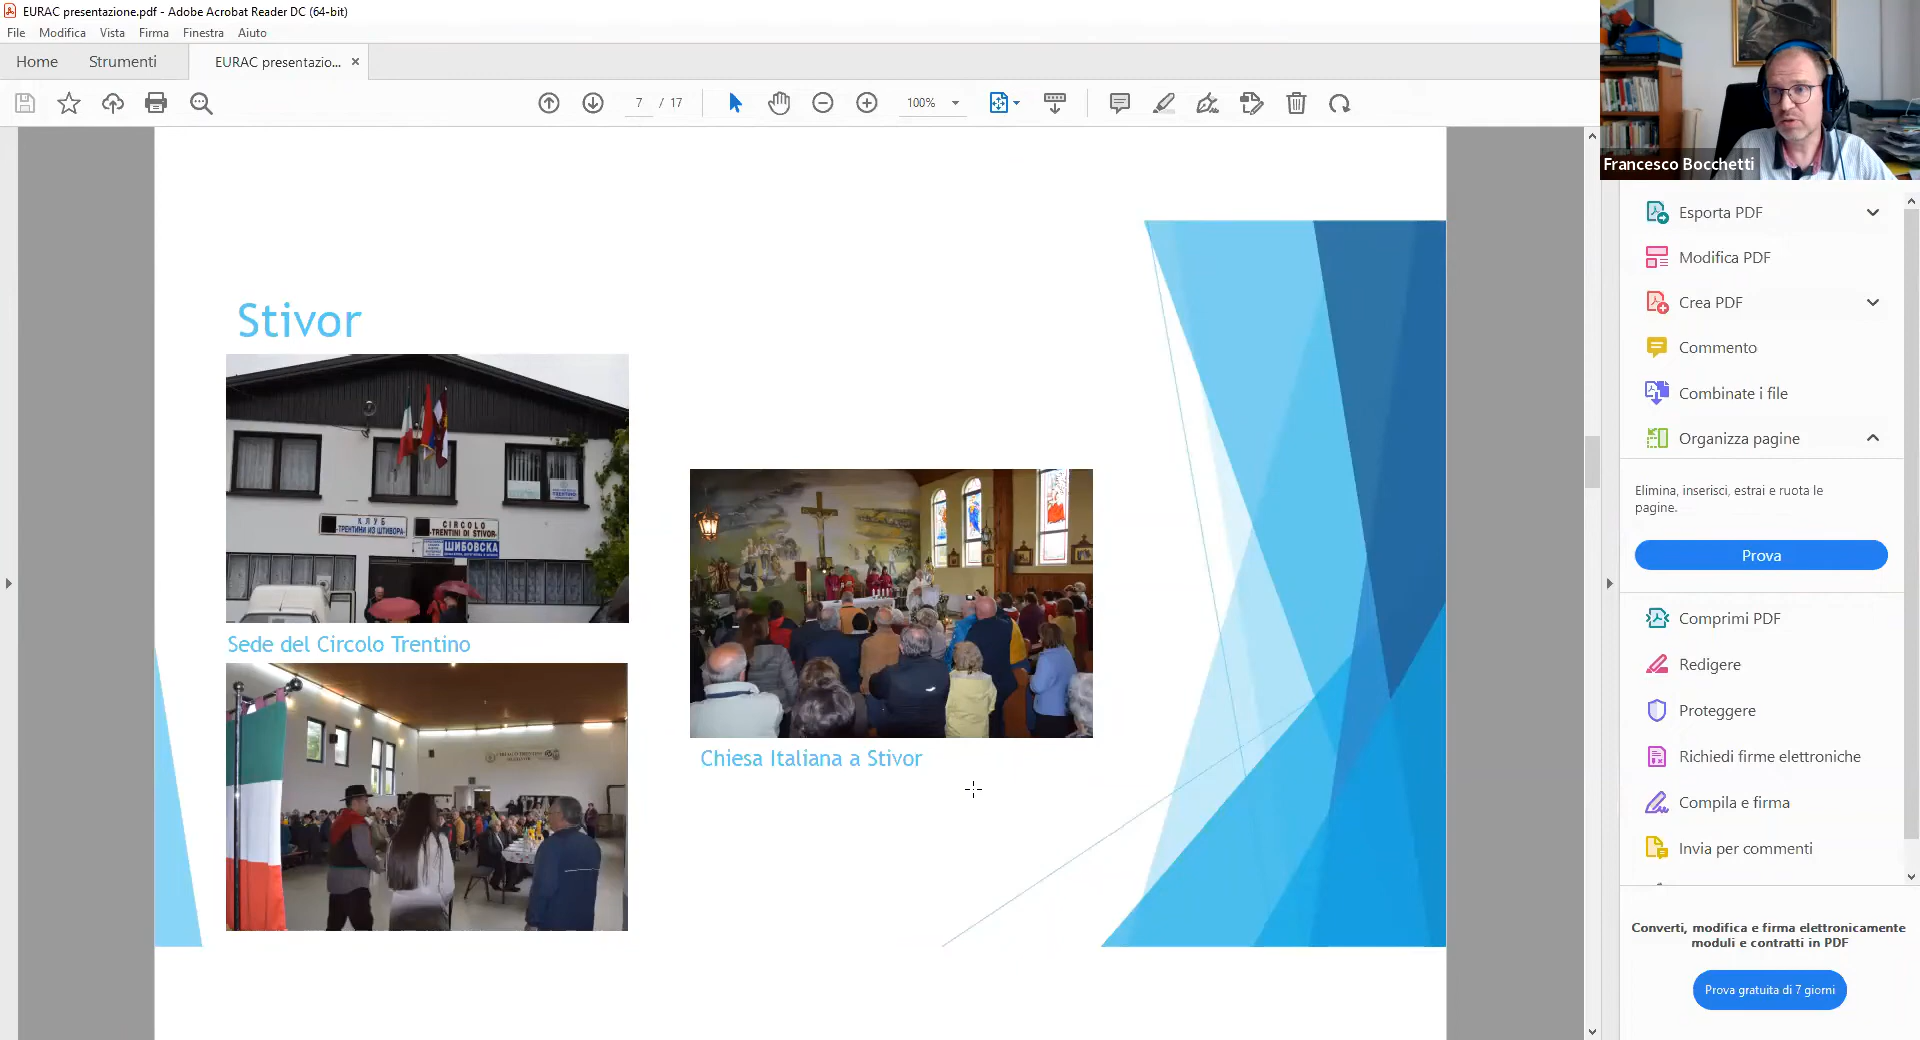 EURAC presentazione.pdf - Adobe Acrobat Reader DC (64-bit)
File Modifica Vista Firma Finestra Aiuto
Home Strumenti EURAC presentazio...
7 / 17 100%
Francesco Bocchetti
Stivor
КЛУБ
-ТРЕНТИНИ ИЗ ШТИВОРА-
CIRCOLO
-TRENTINI DI STIVOR-
ШИБОВСКА
Sede del Circolo Trentino
Chiesa Italiana a Stivor
Esporta PDF
Modifica PDF
Crea PDF
Commento
Combinate i file
Organizza pagine
Elimina, inserisci, estrai e ruota le
pagine.
Prova
Comprimi PDF
Redigere
Proteggere
Richiedi firme elettroniche
Compila e firma
Invia per commenti
Converti, modifica e firma elettronicamente
moduli e contratti in PDF
Prova gratuita di 7 giorni